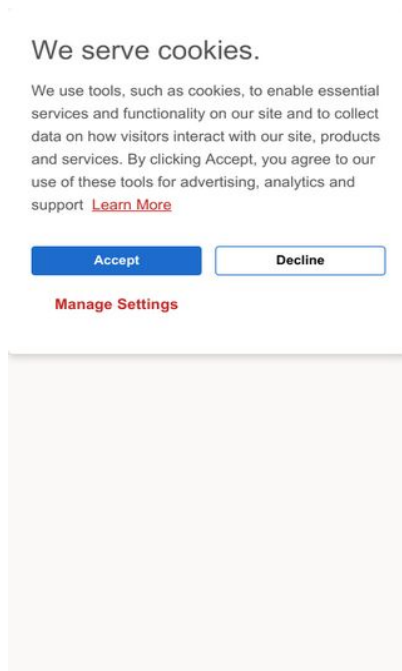 We serve cookies.
We use tools, such as cookies, to enable essential
services and functionality on our site and to collect
data on how visitors interact with our site, products
and services. By clicking Accept, you agree to our
use of these tools for advertising, analytics and
support Learn More
Accept
Decline
Manage Settings